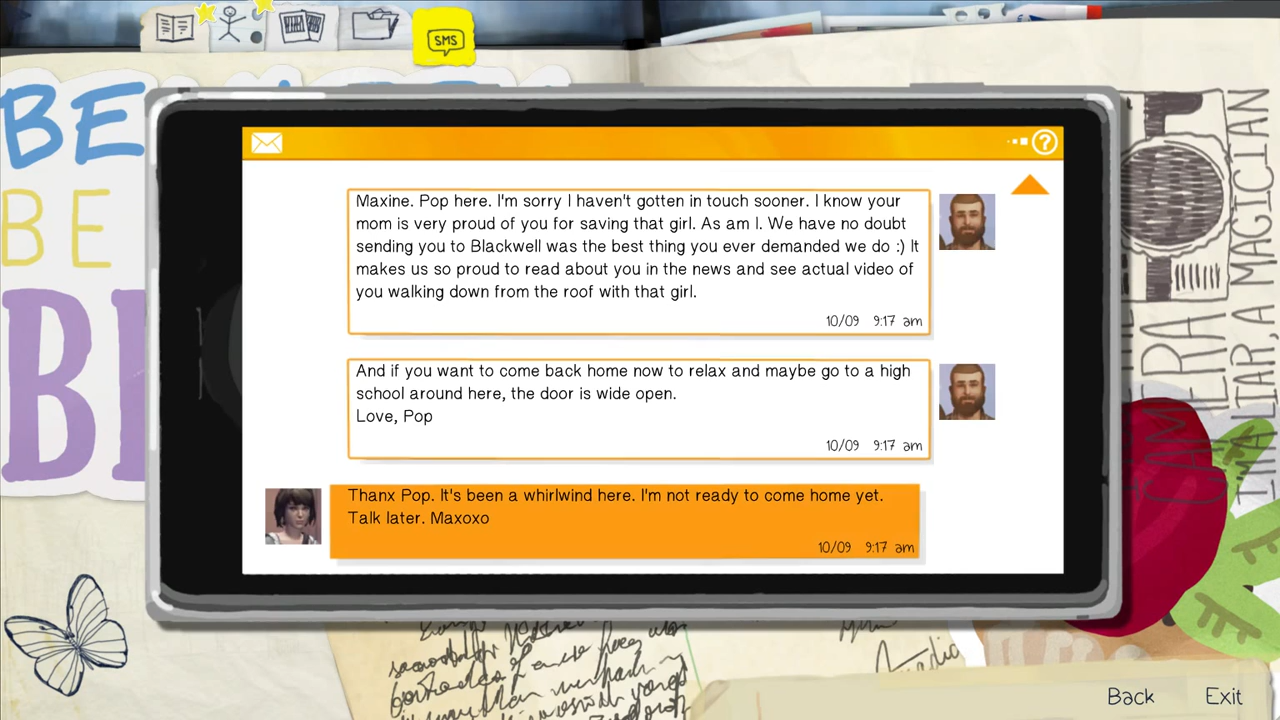 SMS
BE
BE
Maxine. Pop here. I'm sorry I haven't gotten in touch sooner. I know your
mom is very proud of you for saving that girl. As am I. We have no doubt
sending you to Blackwell was the best thing you ever demanded we do :) It
makes us so proud to read about you in the news and see actual video of
you walking down from the roof with that girl.
10/09 9:17 am
And if you want to come back home now to relax and maybe go to a high
school around here, the door is wide open.
Love, Pop
10/09 9:17 am
Thanx Pop. It's been a whirlwind here. I'm not ready to come home yet.
Talk later. Maxoxo
10/09 9:17 am
CAMERA
LIAR, A MAGICIAN
Back Exit